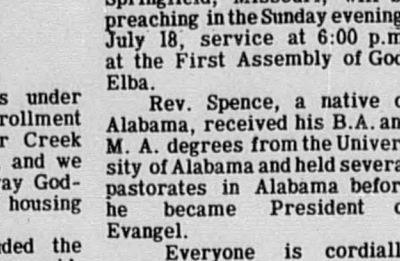 s under
rollment
r Creek
and we
ay God-
housing
ded the
preaching in the Sunday evening
July 18, service at 6:00 p.m
at the First Assembly of God
Elba.
Rev. Spence, a native o
Alabama, received his B.A. an
M. A. degrees from the Univer
sity of Alabama and held severa
pastorates in Alabama before
he became President o
Evangel.
Everyone is cordiall